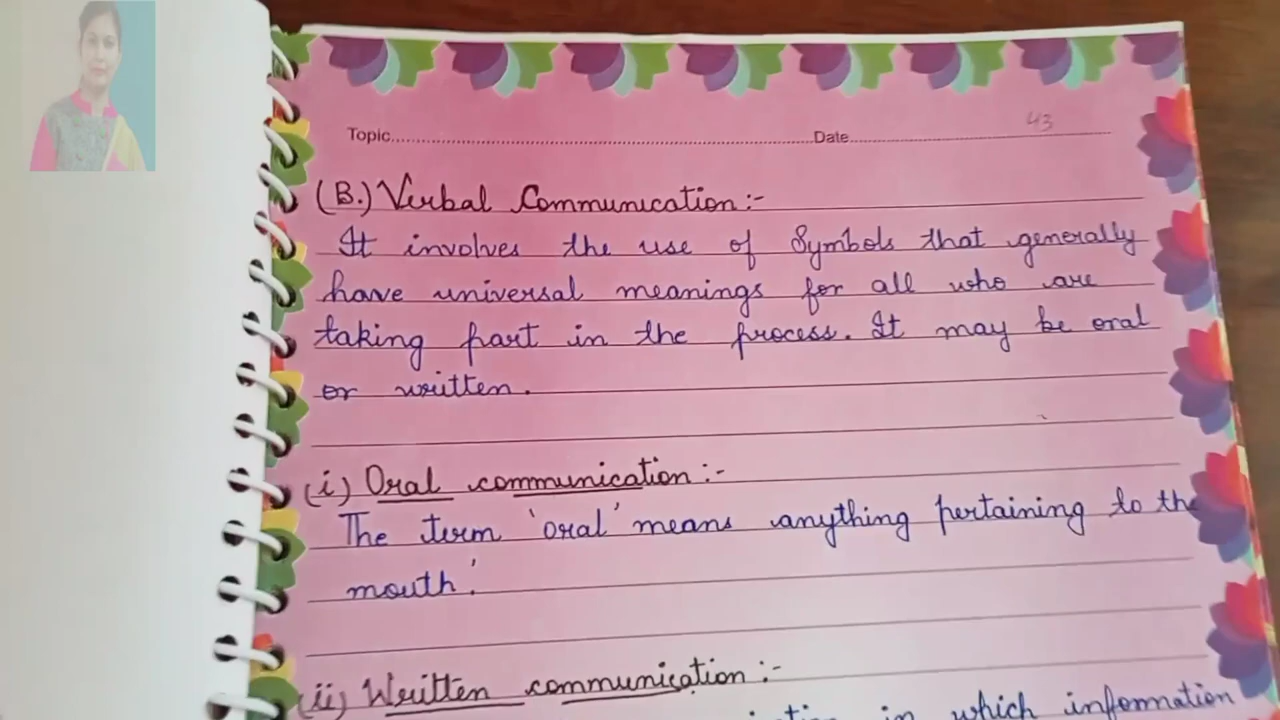 Topic Date 43
(B.) Verbal Communication :-
It involves the use of Symbols that generally
have universal meanings for all who are
taking part in the process. It may be oral
or written.
(i) Oral communication :-
The term 'oral' means anything pertaining to the
mouth.'
(ii) Written communication :-
in which information